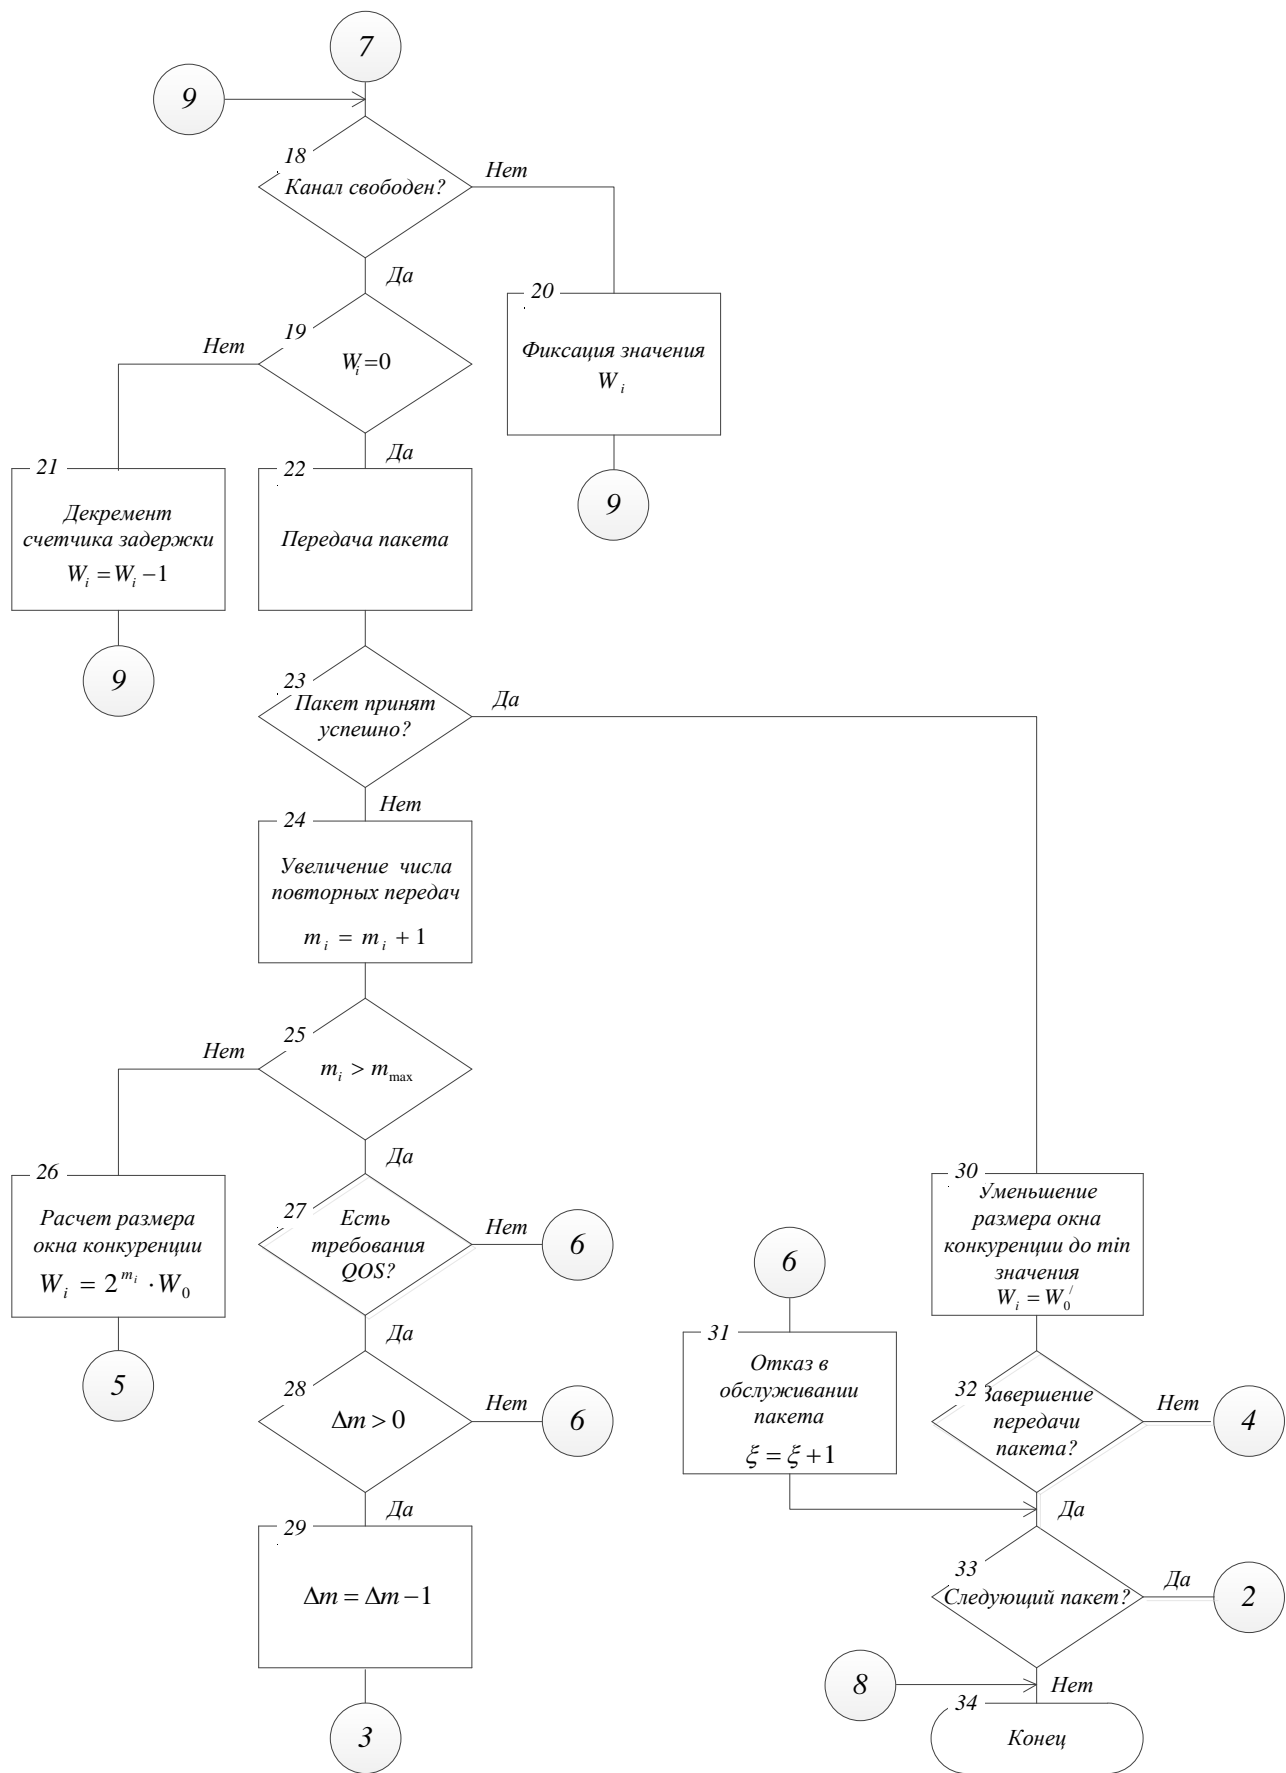 7
9
18
Канал свободен?
Нет
Да
19
Нет
W_i=0
20
Фиксация значения
W_i
Да
21
Декремент
счетчика задержки
W_i = W_i −1
22
Передача пакета
9
9
23
Пакет принят
успешно?
Да
Нет
24
Увеличение числа
повторных передач
m_i = m_i + 1
25
Нет
m_i > m_max
Да
26
Расчет размера
окна конкуренции
W_i = 2^{m_i} · W_0
27
Есть
требования
QOS?
Нет
6
6
30
Уменьшение
размера окна
конкуренции до min
значения
W_i = W_0^/
5
Да
28
Δm > 0
Нет
6
31
Отказ в
обслуживании
пакета
ξ = ξ +1
32
Завершение
передачи
пакета?
Нет
4
Да
Да
29
Δm = Δm −1
33
Следующий пакет?
Да
2
8
Нет
3
34
Конец